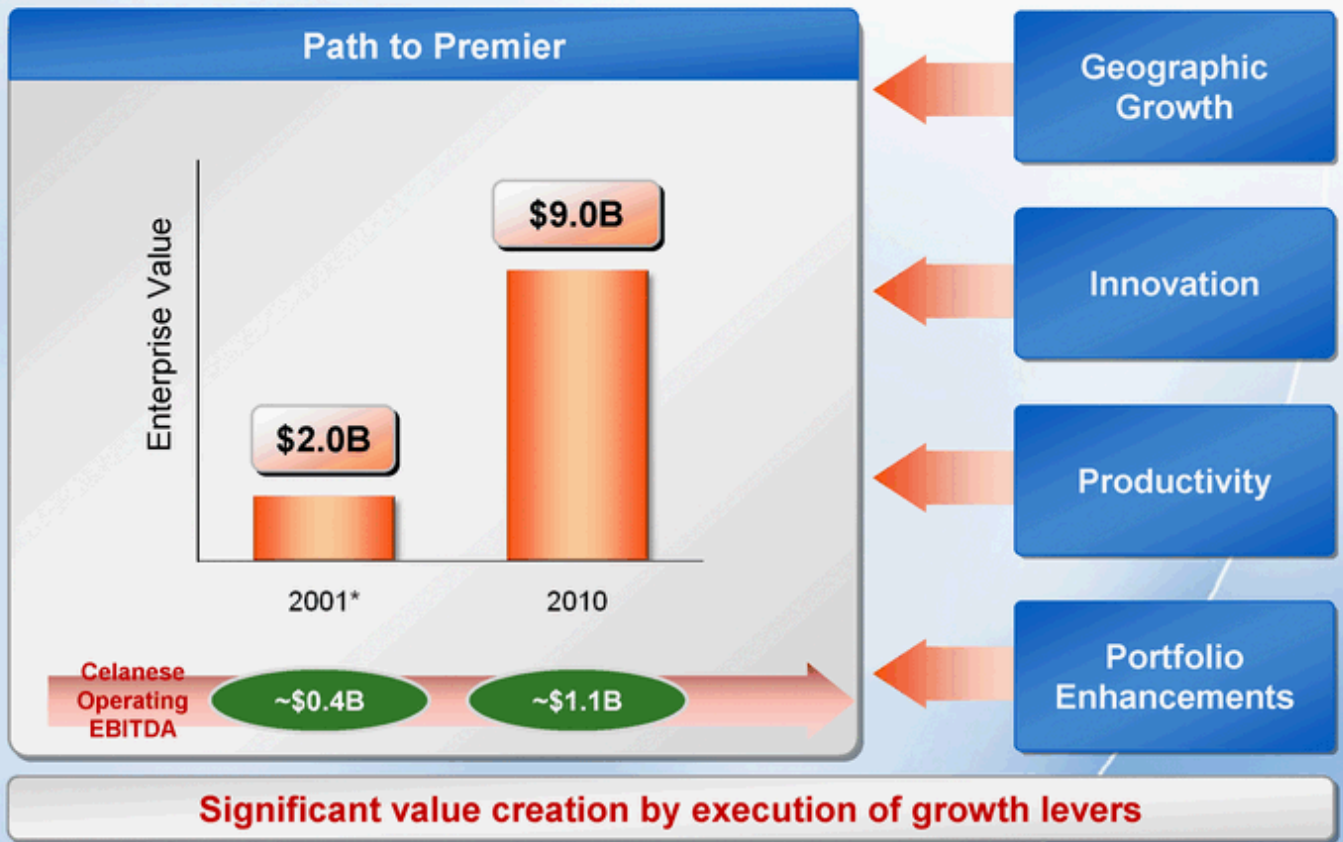 Path to Premier
Enterprise Value
$2.0B
$9.0B
2001*
2010
Celanese
Operating
EBITDA
~$0.4B
~$1.1B
Geographic
Growth
Innovation
Productivity
Portfolio
Enhancements
Significant value creation by execution of growth levers